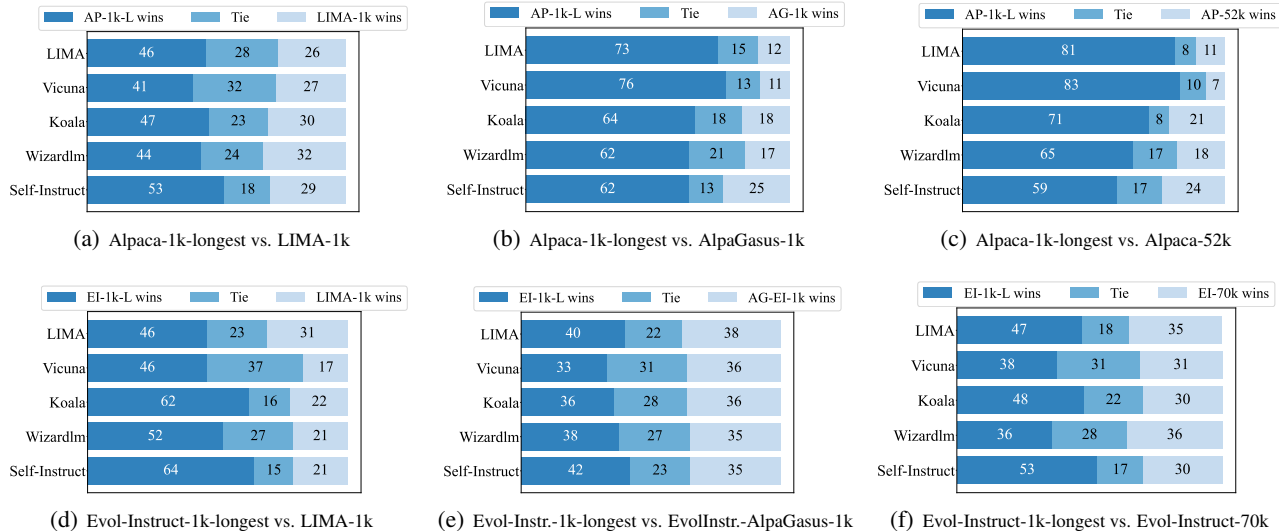 AP-1k-L wins Tie LIMA-1k wins
LIMA 46 28 26
Vicuna 41 32 27
Koala 47 23 30
Wizardlm 44 24 32
Self-Instruct 53 18 29
(a) Alpaca-1k-longest vs. LIMA-1k
AP-1k-L wins Tie AG-1k wins
LIMA 73 15 12
Vicuna 76 13 11
Koala 64 18 18
Wizardlm 62 21 17
Self-Instruct 62 13 25
(b) Alpaca-1k-longest vs. AlpaGasus-1k
AP-1k-L wins Tie AP-52k wins
LIMA 81 8 11
Vicuna 83 10 7
Koala 71 8 21
Wizardlm 65 17 18
Self-Instruct 59 17 24
(c) Alpaca-1k-longest vs. Alpaca-52k
EI-1k-L wins Tie LIMA-1k wins
LIMA 46 23 31
Vicuna 46 37 17
Koala 62 16 22
Wizardlm 52 27 21
Self-Instruct 64 15 21
(d) Evol-Instruct-1k-longest vs. LIMA-1k
EI-1k-L wins Tie AG-EI-1k wins
LIMA 40 22 38
Vicuna 33 31 36
Koala 36 28 36
Wizardlm 38 27 35
Self-Instruct 42 23 35
(e) Evol-Instr.-1k-longest vs. EvolInstr.-AlpaGasus-1k
EI-1k-L wins Tie EI-70k wins
LIMA 47 18 35
Vicuna 38 31 31
Koala 48 22 30
Wizardlm 36 28 36
Self-Instruct 53 17 30
(f) Evol-Instruct-1k-longest vs. Evol-Instruct-70k